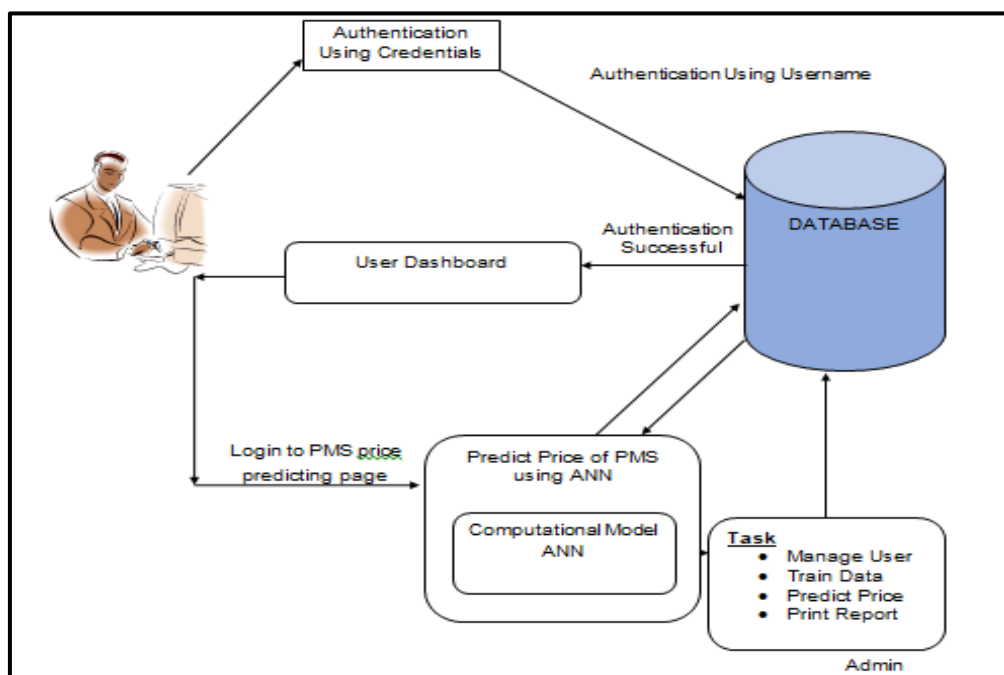 Authentication
Using Credentials
Authentication Using Username
DATABASE
Authentication
Successful
User Dashboard
Login to PMS price
predicting page
Predict Price of PMS
using ANN
Computational Model
ANN
Task
• Manage User
• Train Data
• Predict Price
• Print Report
Admin